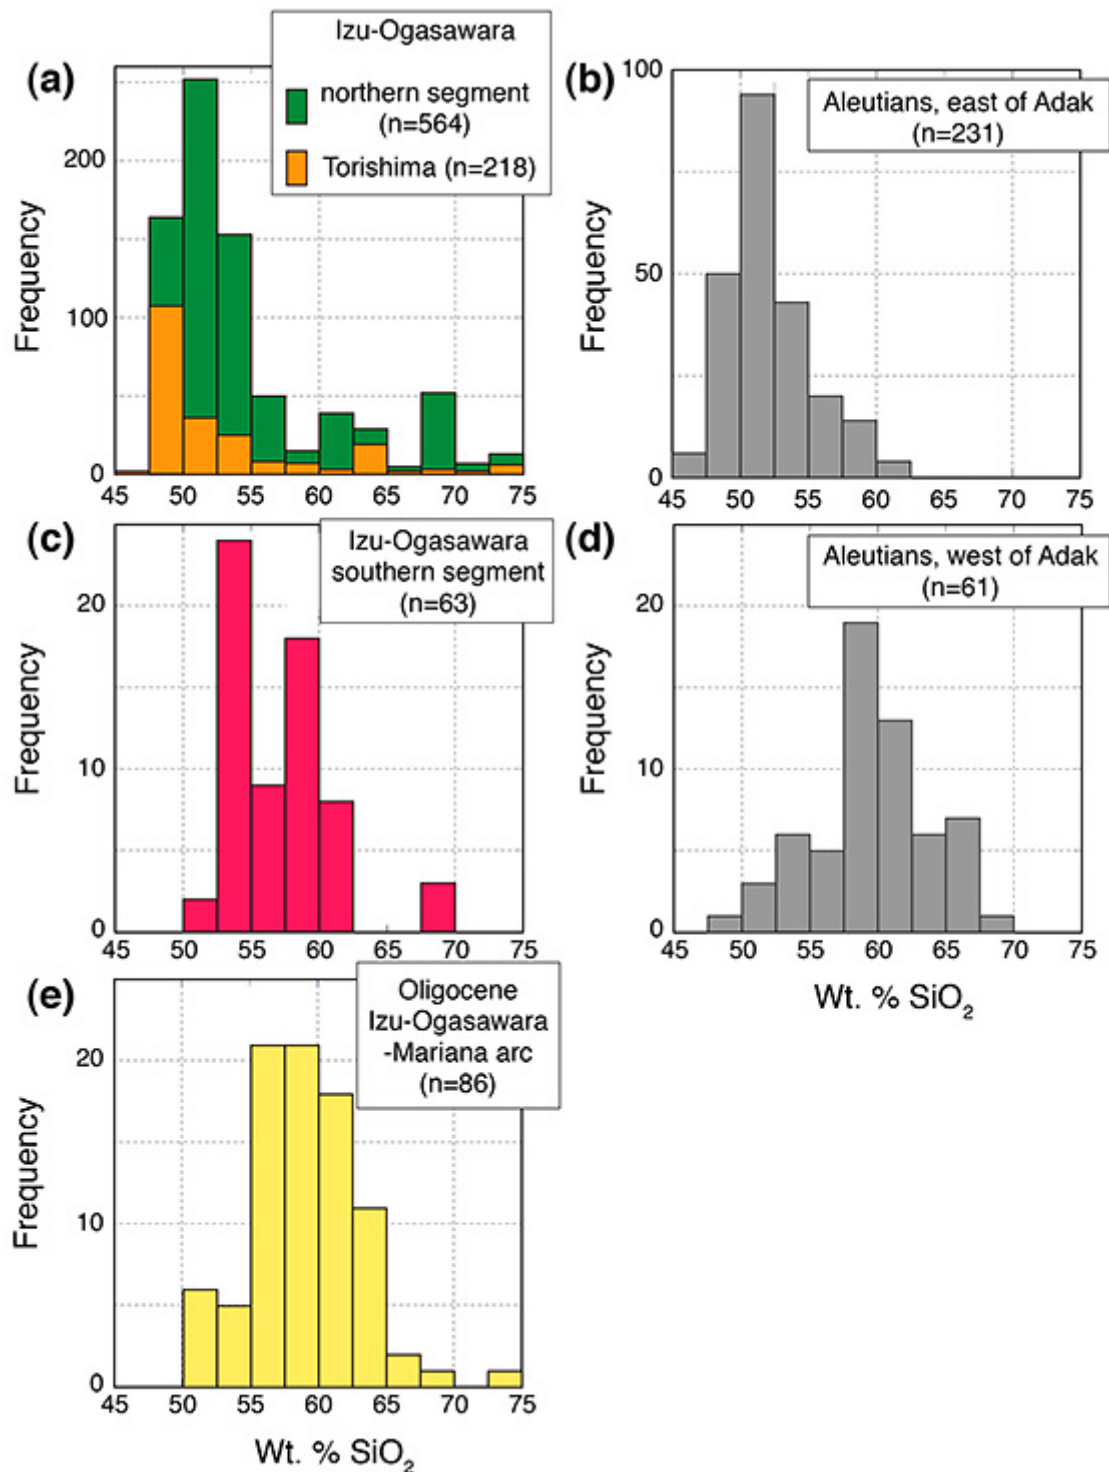 (a)
Izu-Ogasawara
northern segment
(n=564)
Torishima (n=218)
Frequency
200
100
0
45 50 55 60 65 70 75
(b)
Aleutians, east of Adak
(n=231)
Frequency
100
50
0
45 50 55 60 65 70 75
(c)
Izu-Ogasawara
southern segment
(n=63)
Frequency
20
10
0
45 50 55 60 65 70 75
(d)
Aleutians, west of Adak
(n=61)
Frequency
20
10
0
45 50 55 60 65 70 75
Wt. % SiO₂
(e)
Oligocene
Izu-Ogasawara
-Mariana arc
(n=86)
Frequency
20
10
0
45 50 55 60 65 70 75
Wt. % SiO₂